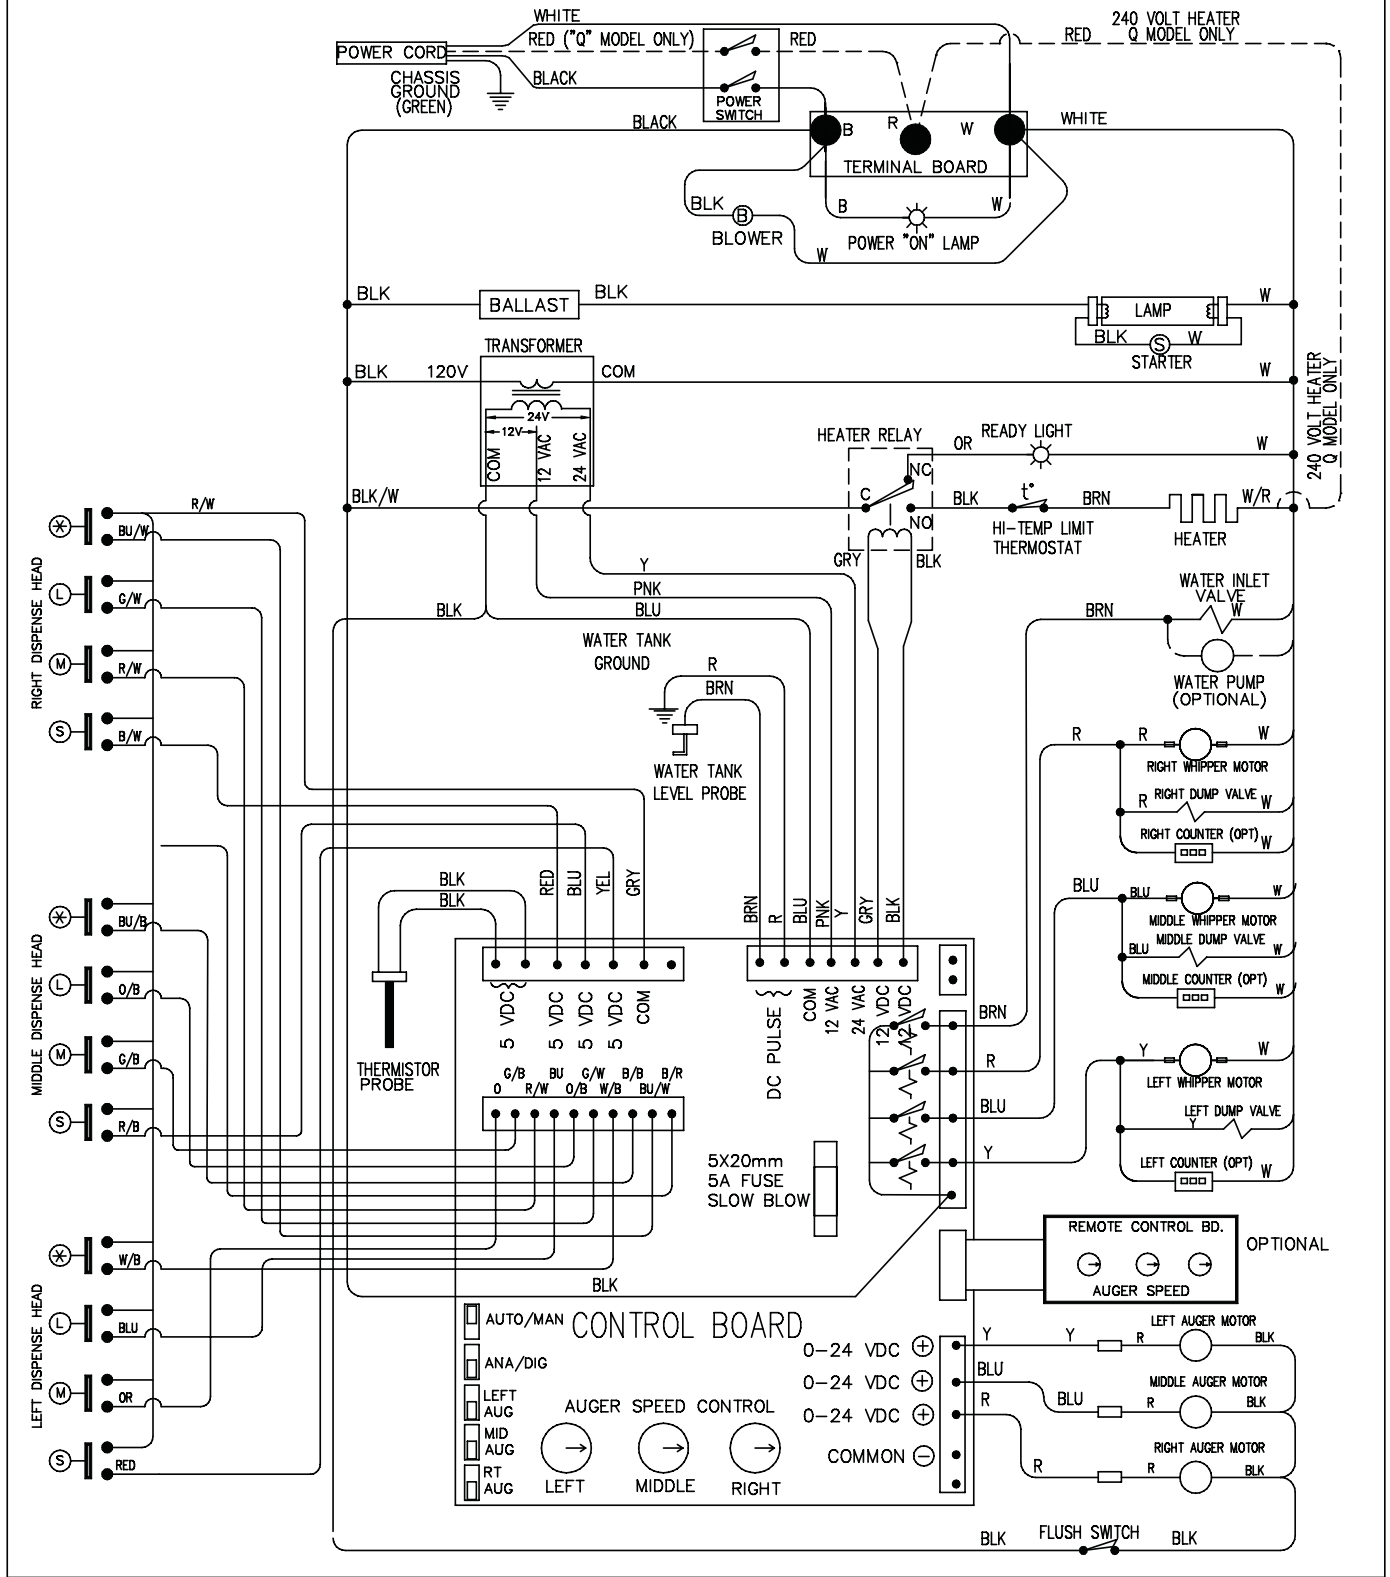 WHITE
240 VOLT HEATER
Q MODEL ONLY
RED ("Q" MODEL ONLY)
RED
RED
POWER CORD
CHASSIS
GROUND
(GREEN)
BLACK
POWER
SWITCH
BLACK
B
R
W
WHITE
TERMINAL BOARD
BLK
B
BLOWER
B
W
POWER "ON" LAMP
W
BLK
BALLAST
BLK
LAMP
W
BLK
S
W
STARTER
TRANSFORMER
BLK
120V
COM
W
24V
12V
COM
12 VAC
24 VAC
240 VOLT HEATER
Q MODEL ONLY
HEATER RELAY
OR
READY LIGHT
W
NC
C
NO
BLK/W
BLK
t°
BRN
W/R
HI-TEMP LIMIT
THERMOSTAT
HEATER
GRY
BLK
R/W
BU/W
L
G/W
M
R/W
S
B/W
RIGHT DISPENSE HEAD
Y
PNK
BLK
BLU
WATER TANK
GROUND
R
BRN
WATER TANK
LEVEL PROBE
WATER INLET
VALVE
BRN
W
WATER PUMP
(OPTIONAL)
R
R
W
RIGHT WHIPPER MOTOR
R
RIGHT DUMP VALVE
W
RIGHT COUNTER (OPT)
W
BLU
BLU
W
MIDDLE WHIPPER MOTOR
MIDDLE DUMP VALVE
BLU
W
MIDDLE COUNTER (OPT)
W
BLK
BLK
RED
BLU
YEL
GRY
BRN
R
BLU
PNK
Y
GRY
BLK
BU/B
L
O/B
M
G/B
S
R/B
MIDDLE DISPENSE HEAD
THERMISTOR
PROBE
5 VDC
5 VDC
5 VDC
5 VDC
COM
DC PULSE
COM
12 VAC
24 VAC
12 VDC
12 VDC
BRN
R
BLU
Y
G/B
BU
G/W
B/B
B/R
O
R/W
O/B
W/B
BU/W
5X20mm
5A FUSE
SLOW BLOW
Y
W
LEFT WHIPPER MOTOR
LEFT DUMP VALVE
Y
LEFT COUNTER (OPT)
W
REMOTE CONTROL BD.
AUGER SPEED
OPTIONAL
W/B
L
BLU
M
OR
S
RED
LEFT DISPENSE HEAD
BLK
AUTO/MAN
CONTROL BOARD
ANA/DIG
LEFT
AUG
MID
AUG
RT
AUG
AUGER SPEED CONTROL
LEFT
MIDDLE
RIGHT
0-24 VDC +
0-24 VDC +
0-24 VDC +
COMMON -
Y
Y
R
LEFT AUGER MOTOR
BLK
BLU
BLU
R
MIDDLE AUGER MOTOR
BLK
R
R
R
RIGHT AUGER MOTOR
BLK
BLK
FLUSH SWITCH
BLK